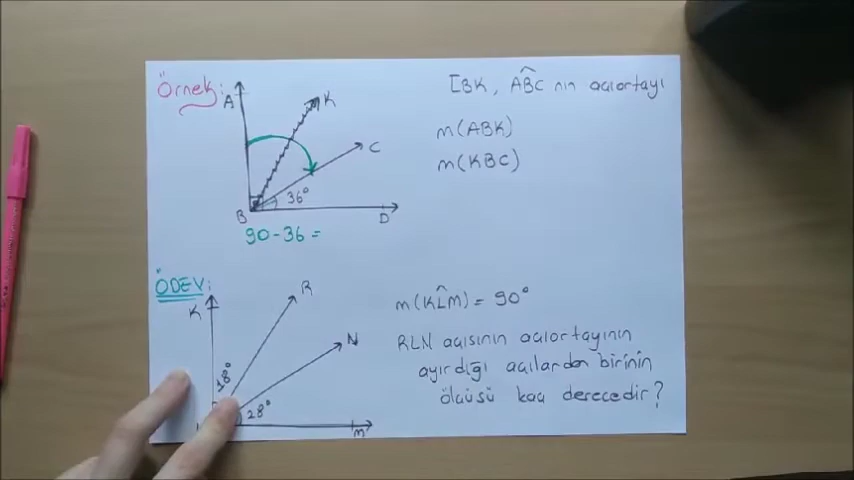 Örnek:
A
K
C
36°
B
D
90-36=
[BK, ABC nin açıortayı
m(ABK)
m(KBC)
ÖDEV:
K
R
N
18°
28°
M
m(KLM) = 90°
RLN açısının açıortayının
ayırdığı açılardan birinin
ölçüsü kaç derecedir?